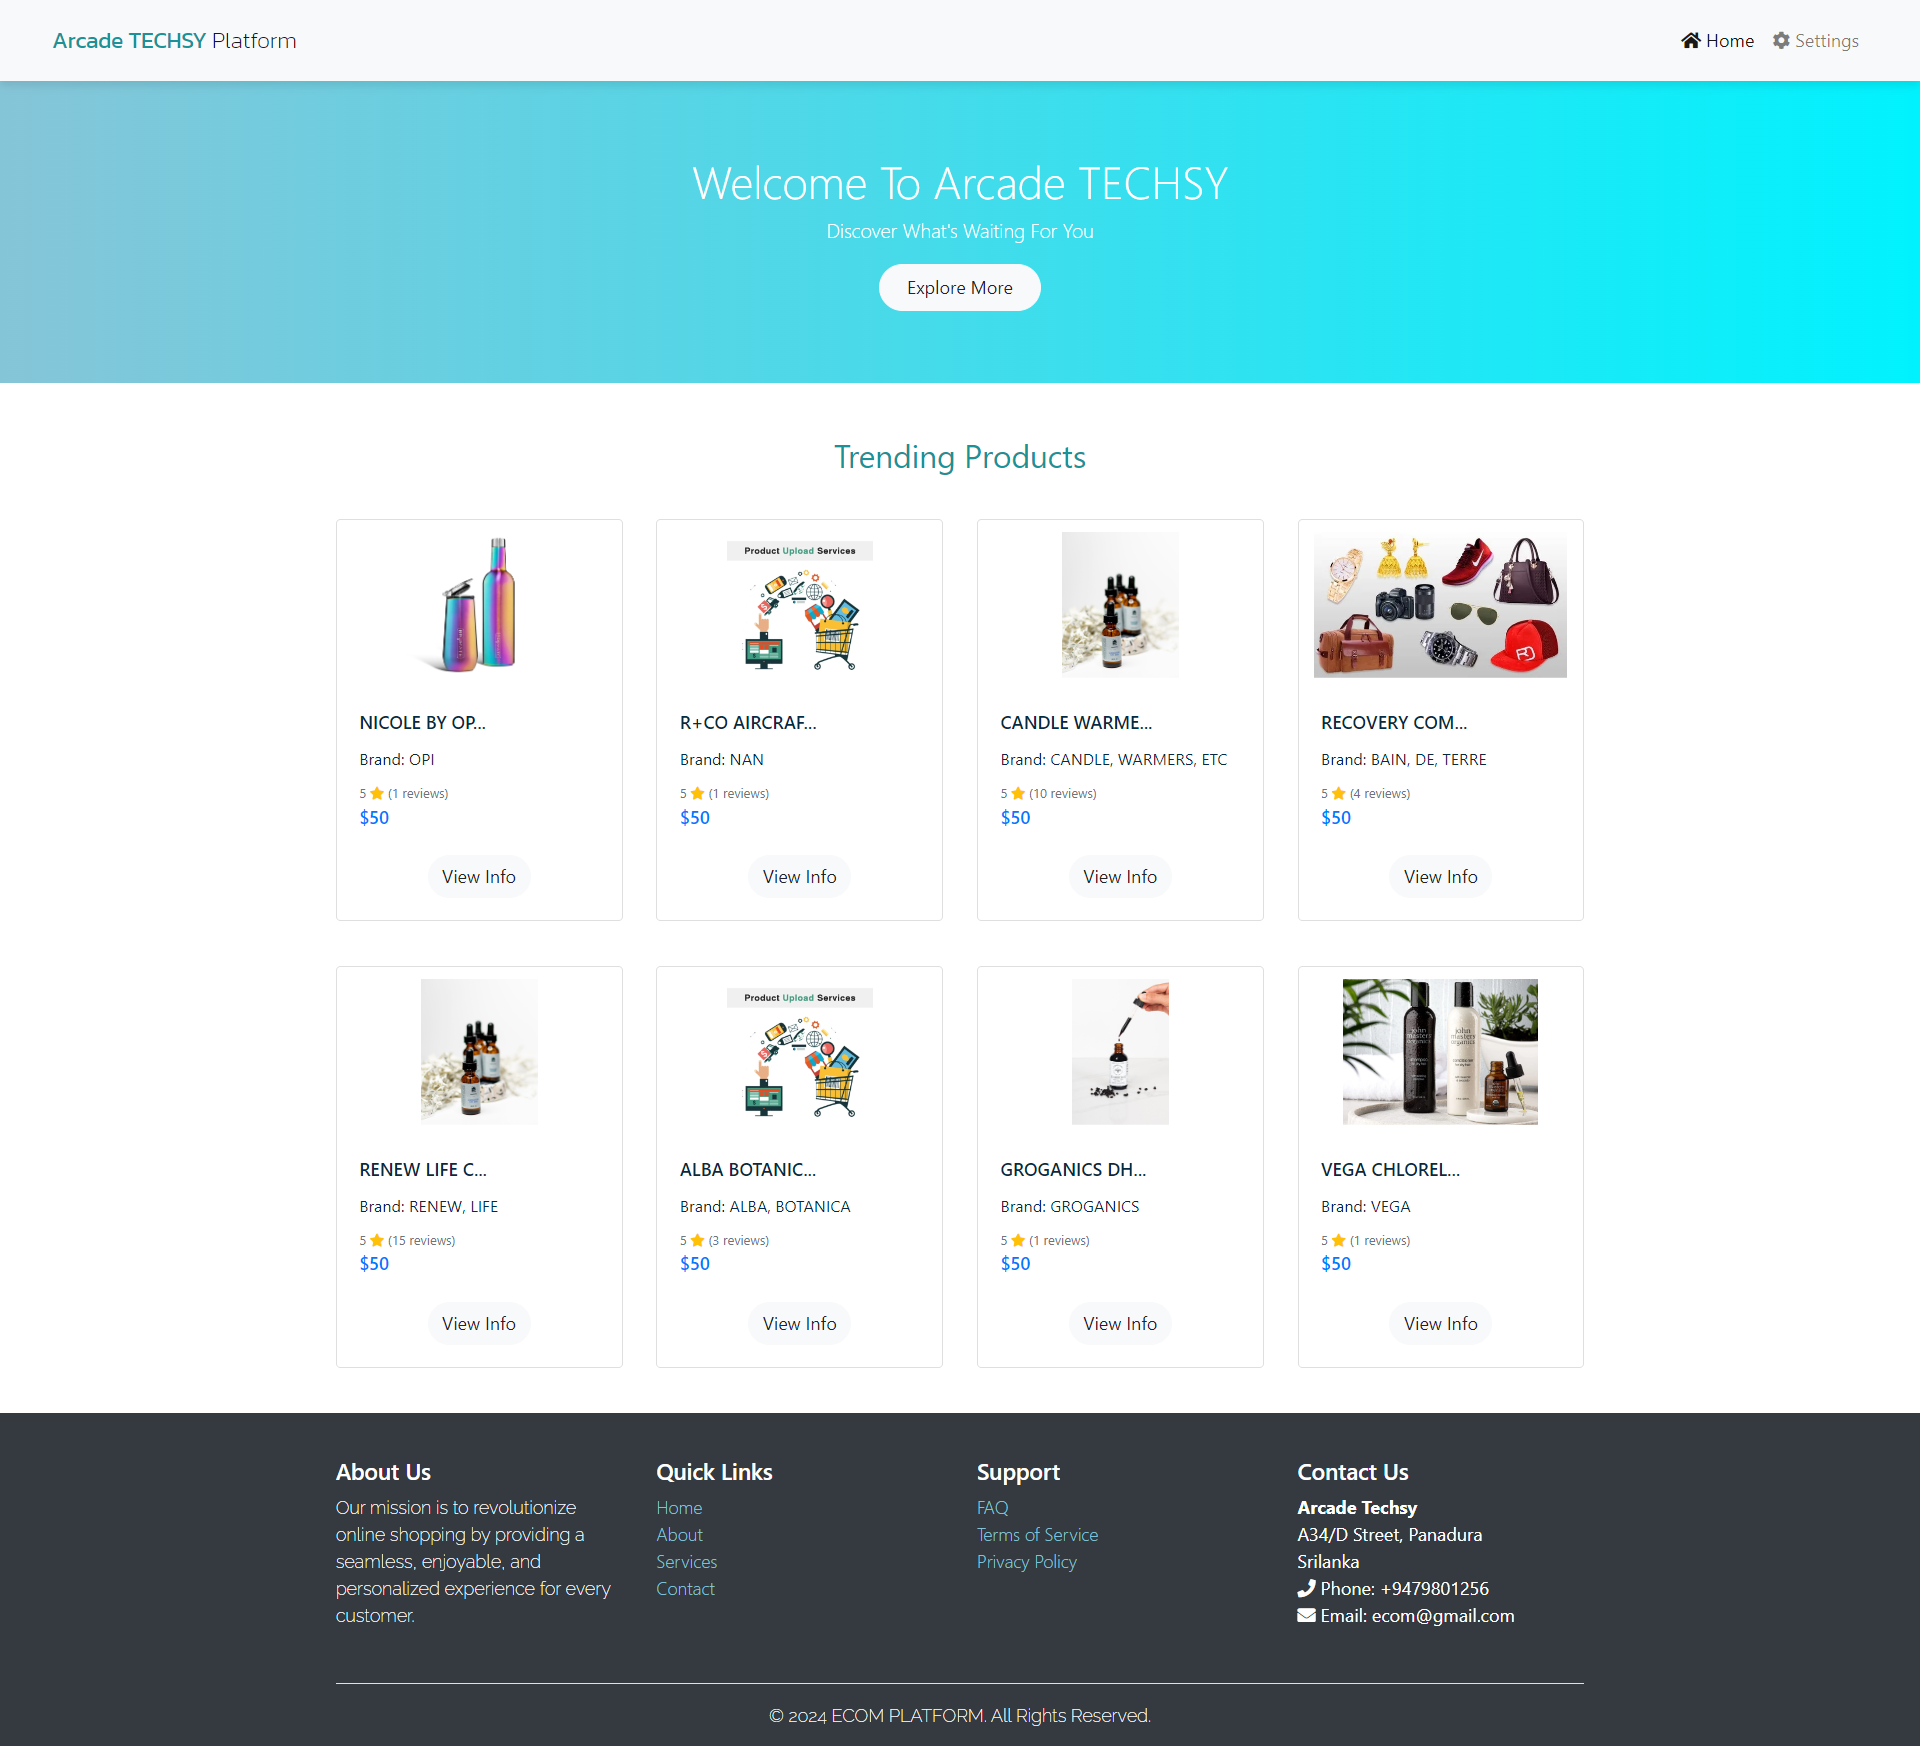 Arcade TECHSY Platform
Home
Settings
Welcome To Arcade TECHSY
Discover What's Waiting For You
Explore More
Trending Products
Product Upload Services
NICOLE BY OP...
Brand: OPI
5 (1 reviews)
$50
View Info
R+CO AIRCRAF...
Brand: NAN
5 (1 reviews)
$50
View Info
CANDLE WARME...
Brand: CANDLE, WARMERS, ETC
5 (10 reviews)
$50
View Info
RECOVERY COM...
Brand: BAIN, DE, TERRE
5 (4 reviews)
$50
View Info
Product Upload Services
john
masters
organics
john
masters
organics
RENEW LIFE C...
Brand: RENEW, LIFE
5 (15 reviews)
$50
View Info
ALBA BOTANIC...
Brand: ALBA, BOTANICA
5 (3 reviews)
$50
View Info
GROGANICS DH...
Brand: GROGANICS
5 (1 reviews)
$50
View Info
VEGA CHLOREL...
Brand: VEGA
5 (1 reviews)
$50
View Info
About Us
Our mission is to revolutionize
online shopping by providing a
seamless, enjoyable, and
personalized experience for every
customer.
Quick Links
Home
About
Services
Contact
Support
FAQ
Terms of Service
Privacy Policy
Contact Us
Arcade Techsy
A34/D Street, Panadura
Srilanka
Phone: +9479801256
Email: ecom@gmail.com
© 2024 ECOM PLATFORM. All Rights Reserved.